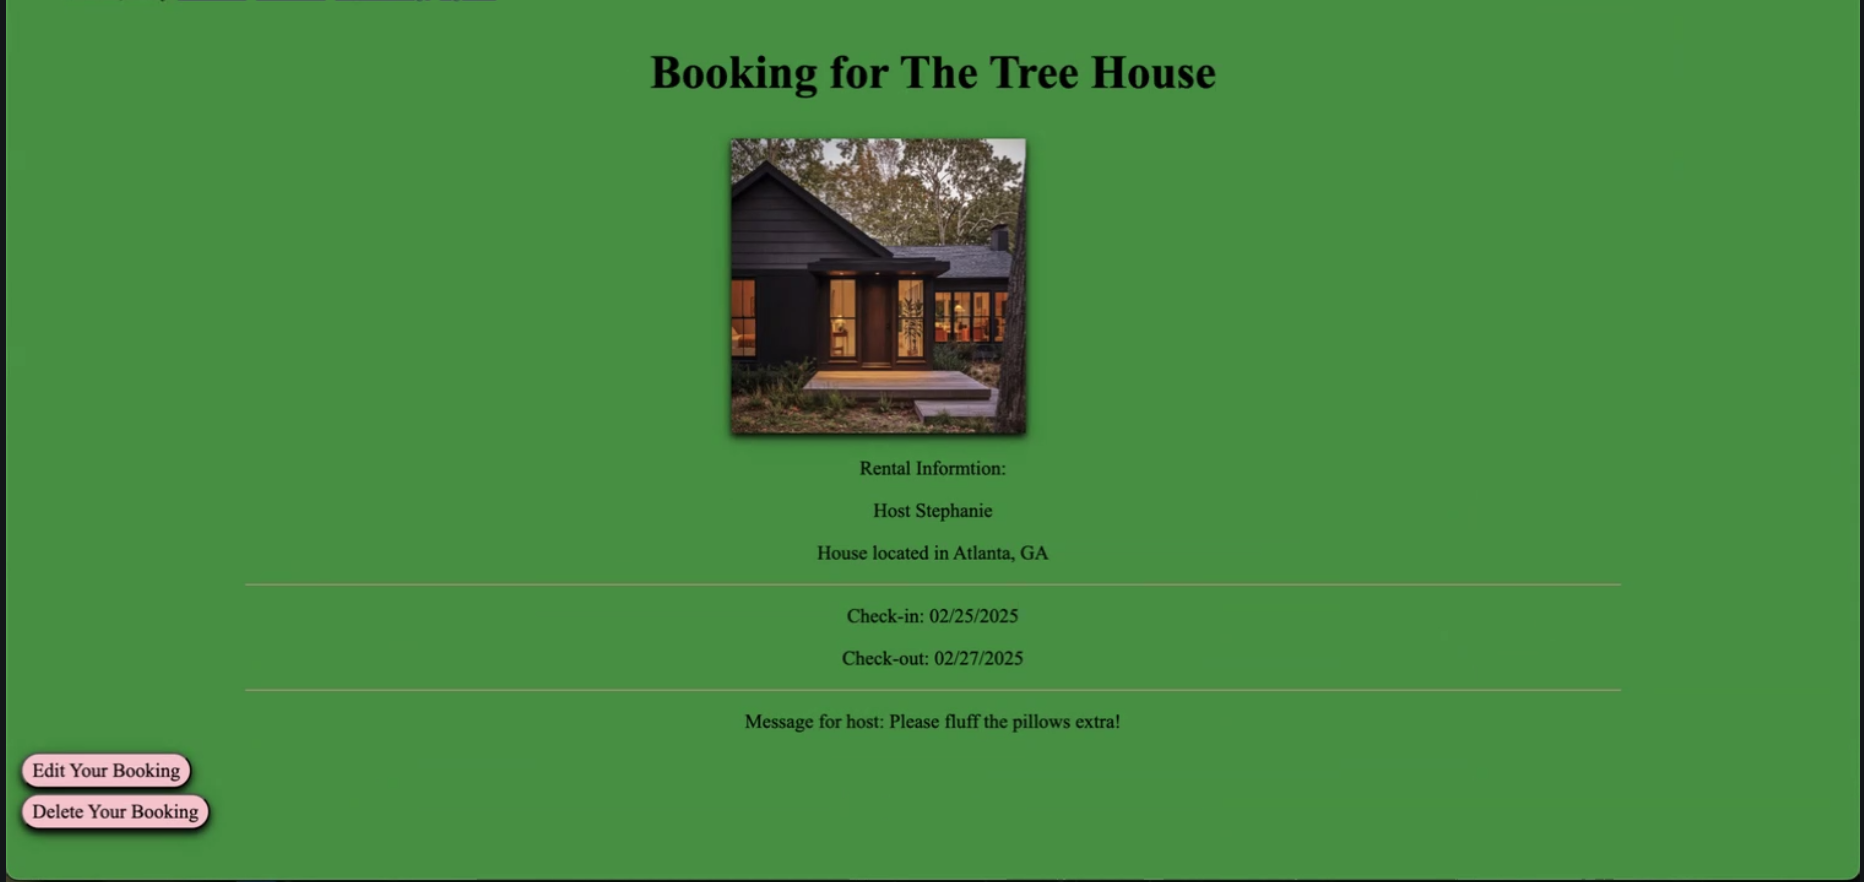 Booking for The Tree House
Rental Informtion:
Host Stephanie
House located in Atlanta, GA
Check-in: 02/25/2025
Check-out: 02/27/2025
Message for host: Please fluff the pillows extra!
Edit Your Booking
Delete Your Booking